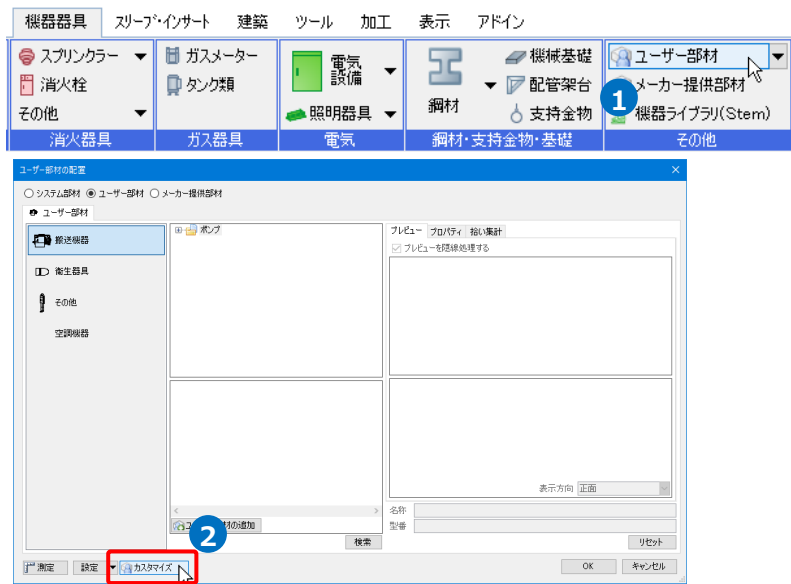 機器器具 スリーブ・インサート 建築 ツール 加工 表示 アドイン
スプリンクラー ガスメーター 電気設備 鋼材 機械基礎 ユーザー部材
消火栓 タンク類 配管架台 メーカー提供部材
その他 照明器具 支持金物 機器ライブラリ(Stem)
1
消火器具 ガス器具 電気 鋼材・支持金物・基礎 その他
ユーザー部材の配置
システム部材 ユーザー部材 メーカー提供部材
ユーザー部材
搬送機器
衛生器具
その他
空調機器
ポンプ
プレビュー プロパティ 拾い集計
プレビューを陰線処理する
表示方向 正面
名称
型番
材の追加
2
検索 リセット
測定 設定 カスタマイズ OK キャンセル